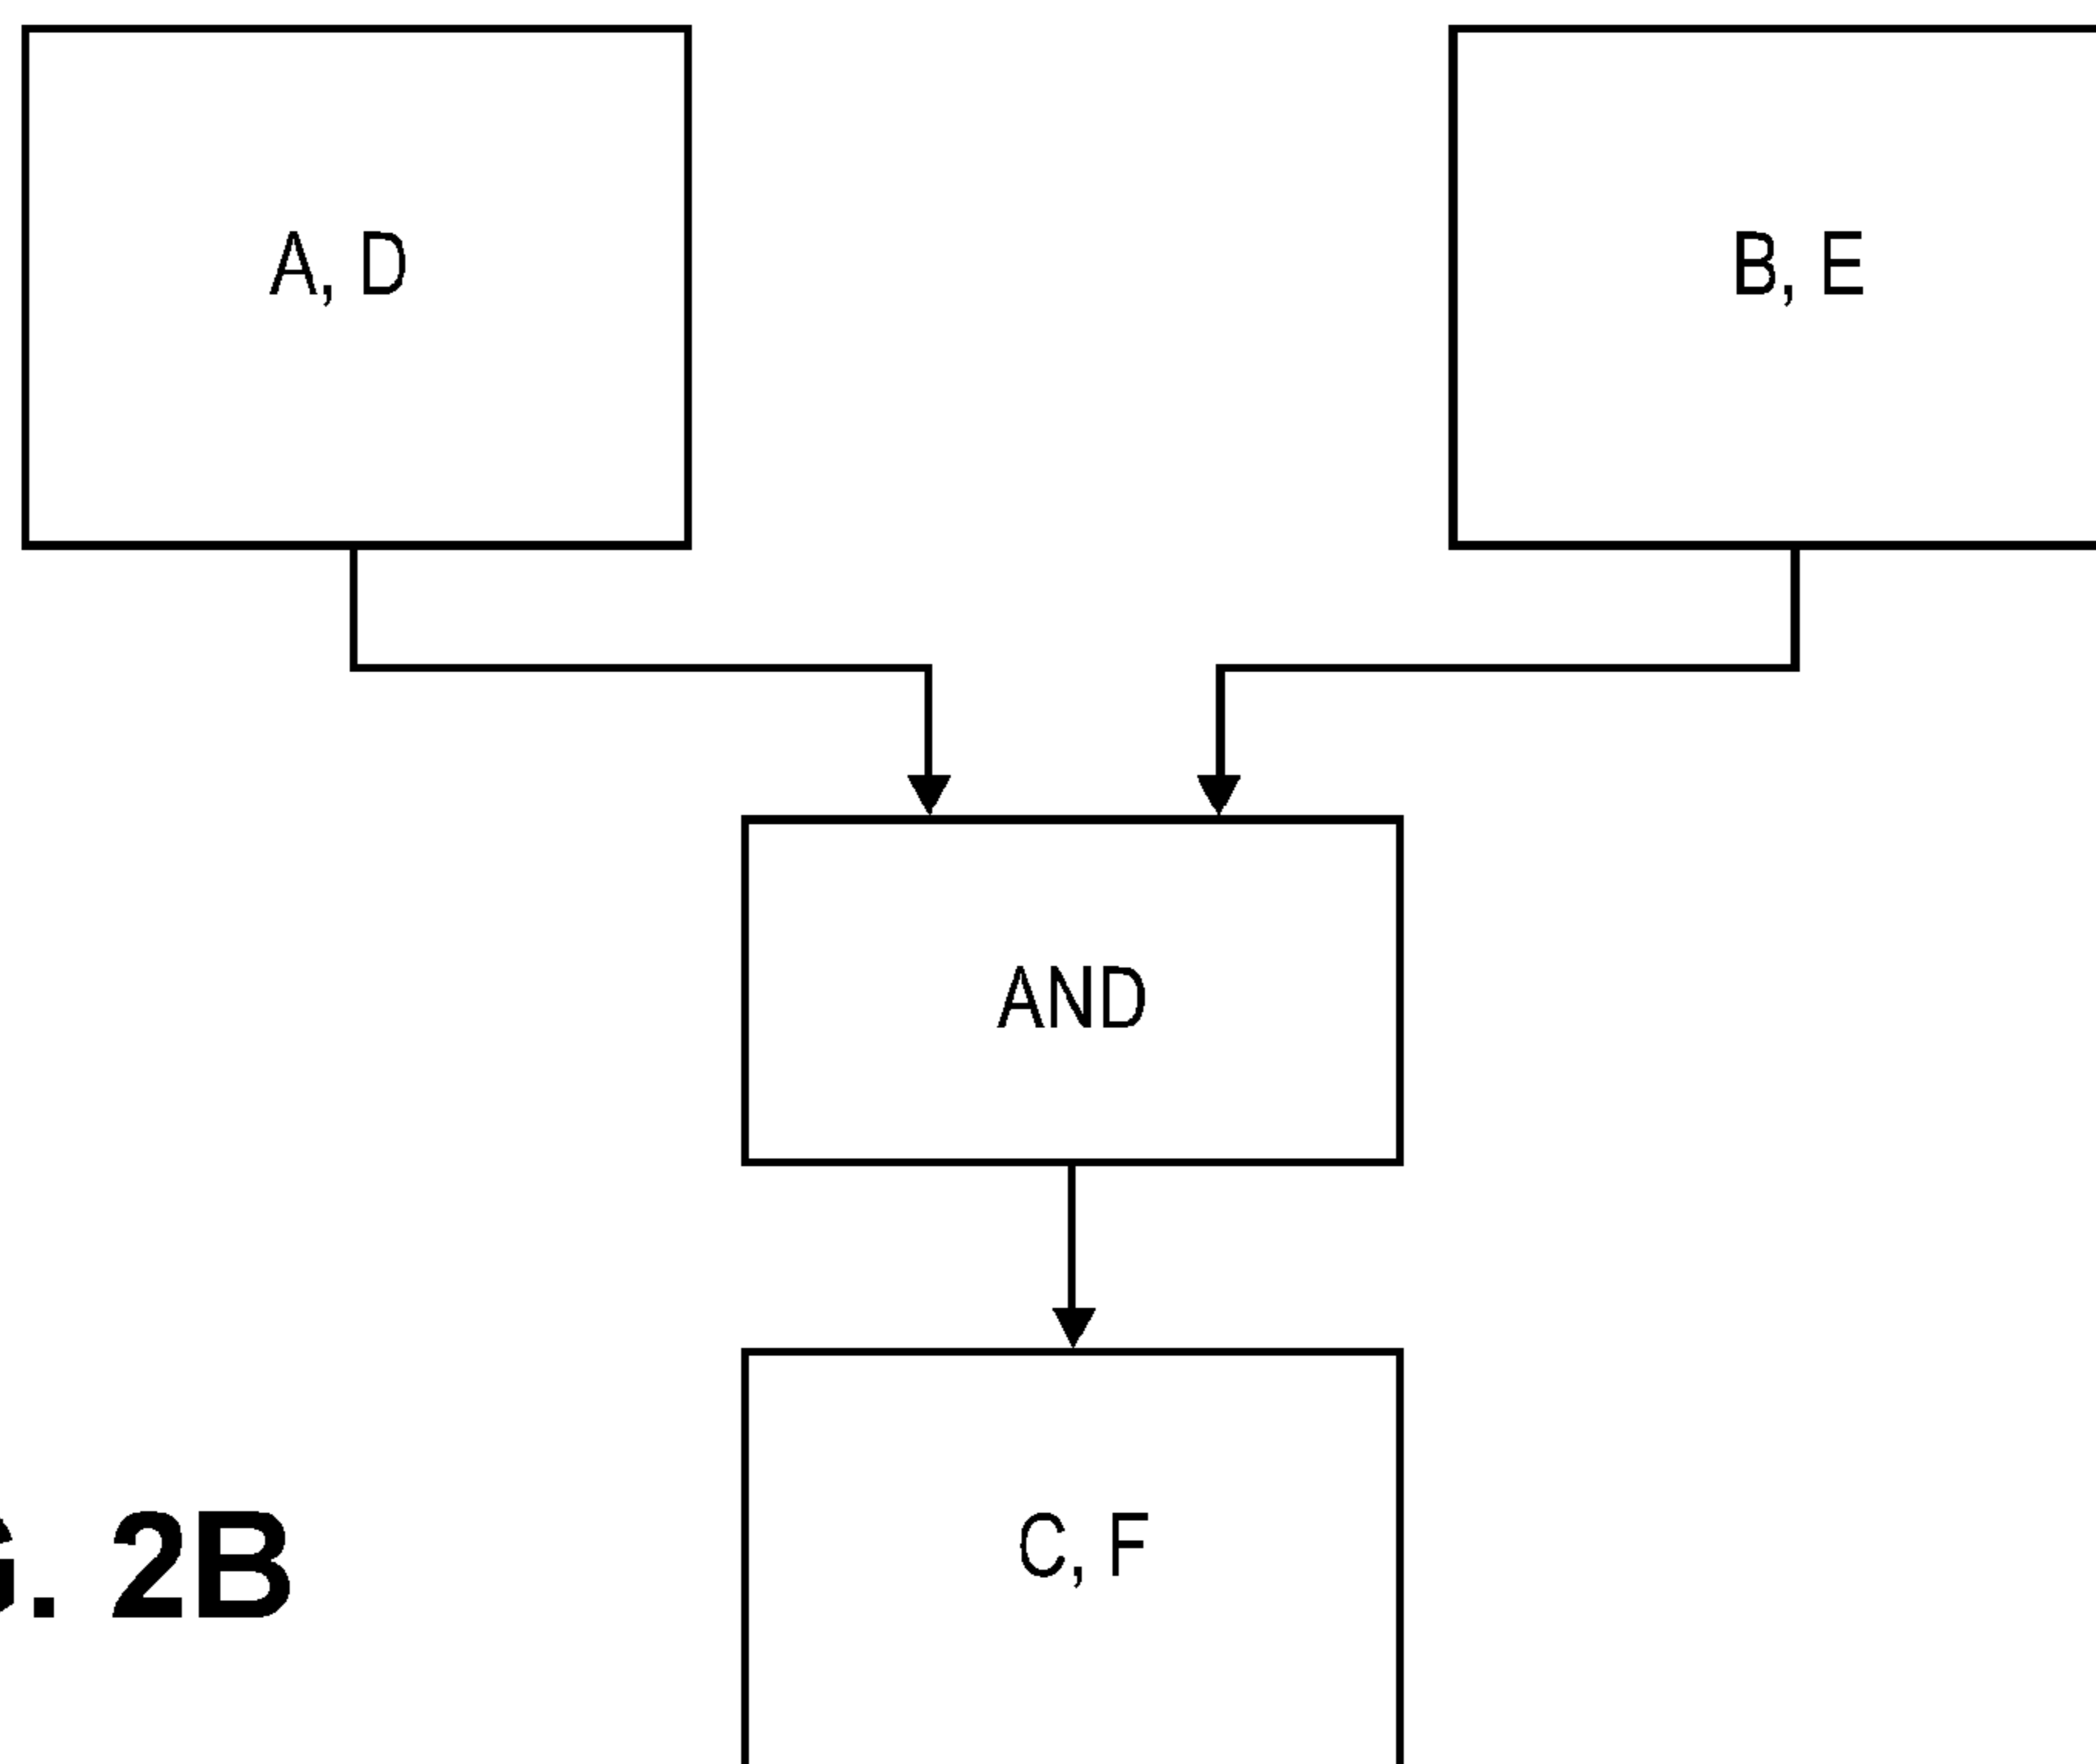 A, D
B, E
AND
C, F
G. 2B